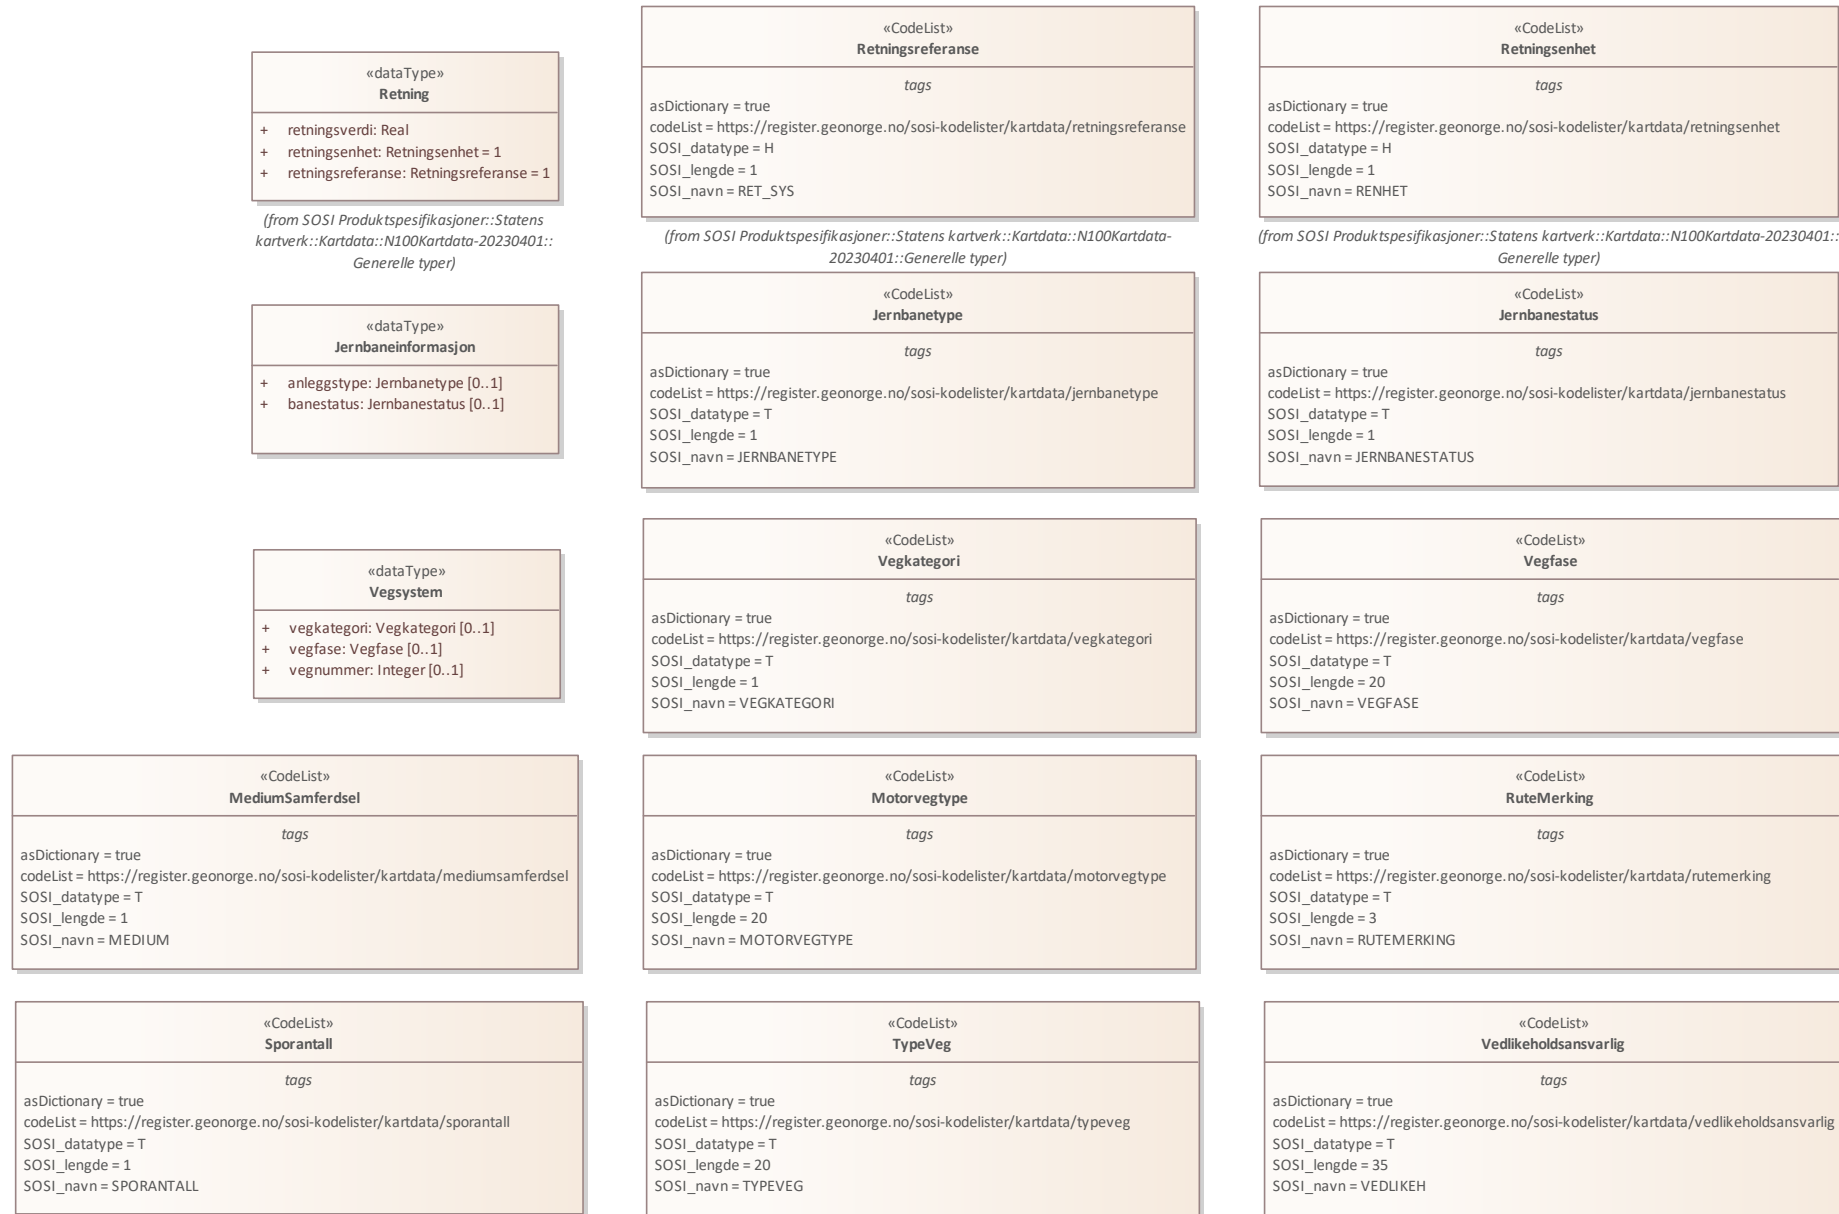 «dataType»
Retning
+ retningsverdi: Real
+ retningsenhet: Retningsenhet = 1
+ retningsreferanse: Retningsreferanse = 1
(from SOSI Produktspesifikasjoner::Statens
kartverk::Kartdata::N100Kartdata-20230401::
Generelle typer)
«CodeList»
Retningsreferanse
tags
asDictionary = true
codeList = https://register.geonorge.no/sosi-kodelister/kartdata/retningsreferanse
SOSI_datatype = H
SOSI_lengde = 1
SOSI_navn = RET_SYS
(from SOSI Produktspesifikasjoner::Statens kartverk::Kartdata::N100Kartdata-
20230401::Generelle typer)
«CodeList»
Retningsenhet
tags
asDictionary = true
codeList = https://register.geonorge.no/sosi-kodelister/kartdata/retningsenhet
SOSI_datatype = H
SOSI_lengde = 1
SOSI_navn = RENHET
(from SOSI Produktspesifikasjoner::Statens kartverk::Kartdata::N100Kartdata-20230401::
Generelle typer)
«dataType»
Jernbaneinformasjon
+ anleggstype: Jernbanetype [0..1]
+ banestatus: Jernbanestatus [0..1]
«CodeList»
Jernbanetype
tags
asDictionary = true
codeList = https://register.geonorge.no/sosi-kodelister/kartdata/jernbanetype
SOSI_datatype = T
SOSI_lengde = 1
SOSI_navn = JERNBANETYPE
«CodeList»
Jernbanestatus
tags
asDictionary = true
codeList = https://register.geonorge.no/sosi-kodelister/kartdata/jernbanestatus
SOSI_datatype = T
SOSI_lengde = 1
SOSI_navn = JERNBANESTATUS
«dataType»
Vegsystem
+ vegkategori: Vegkategori [0..1]
+ vegfase: Vegfase [0..1]
+ vegnummer: Integer [0..1]
«CodeList»
Vegkategori
tags
asDictionary = true
codeList = https://register.geonorge.no/sosi-kodelister/kartdata/vegkategori
SOSI_datatype = T
SOSI_lengde = 1
SOSI_navn = VEGKATEGORI
«CodeList»
Vegfase
tags
asDictionary = true
codeList = https://register.geonorge.no/sosi-kodelister/kartdata/vegfase
SOSI_datatype = T
SOSI_lengde = 20
SOSI_navn = VEGFASE
«CodeList»
MediumSamferdsel
tags
asDictionary = true
codeList = https://register.geonorge.no/sosi-kodelister/kartdata/mediumsamferdsel
SOSI_datatype = T
SOSI_lengde = 1
SOSI_navn = MEDIUM
«CodeList»
Motorvegtype
tags
asDictionary = true
codeList = https://register.geonorge.no/sosi-kodelister/kartdata/motorvegtype
SOSI_datatype = T
SOSI_lengde = 20
SOSI_navn = MOTORVEGTYPE
«CodeList»
RuteMerking
tags
asDictionary = true
codeList = https://register.geonorge.no/sosi-kodelister/kartdata/rutemerking
SOSI_datatype = T
SOSI_lengde = 3
SOSI_navn = RUTEMERKING
«CodeList»
Sporantall
tags
asDictionary = true
codeList = https://register.geonorge.no/sosi-kodelister/kartdata/sporantall
SOSI_datatype = T
SOSI_lengde = 1
SOSI_navn = SPORANTALL
«CodeList»
TypeVeg
tags
asDictionary = true
codeList = https://register.geonorge.no/sosi-kodelister/kartdata/typeveg
SOSI_datatype = T
SOSI_lengde = 20
SOSI_navn = TYPEVEG
«CodeList»
Vedlikeholdsansvarlig
tags
asDictionary = true
codeList = https://register.geonorge.no/sosi-kodelister/kartdata/vedlikeholdsansvarlig
SOSI_datatype = T
SOSI_lengde = 35
SOSI_navn = VEDLIKEH